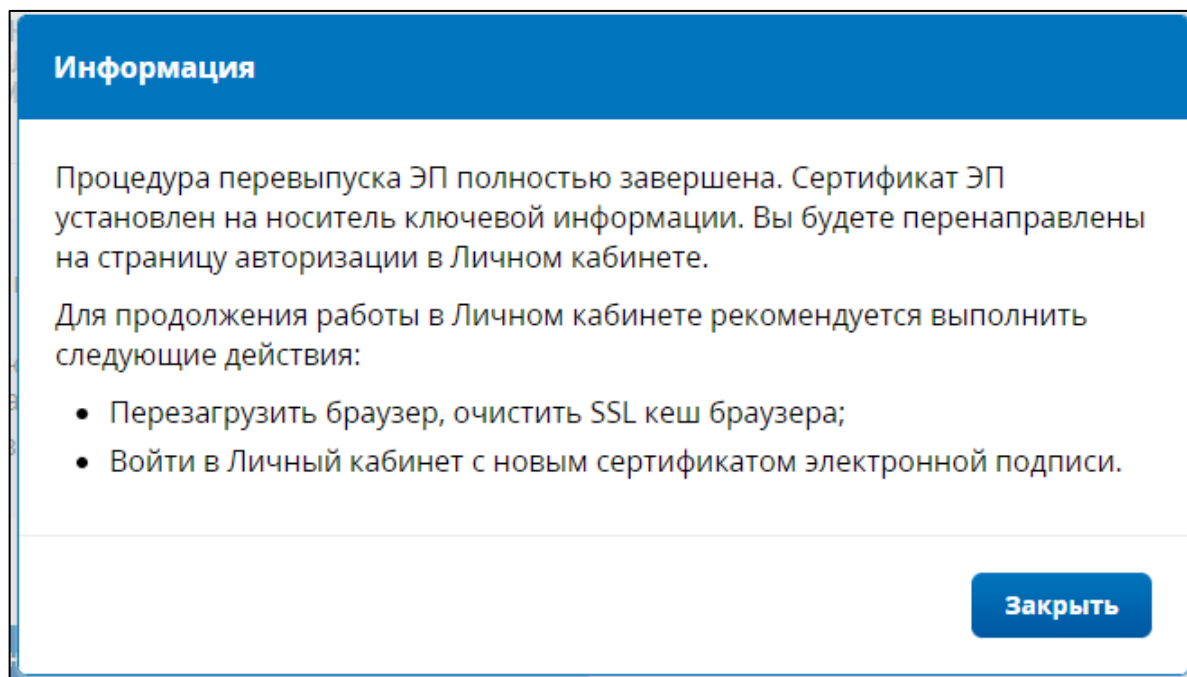 Информация
Процедура перевыпуска ЭП полностью завершена. Сертификат ЭП
установлен на носитель ключевой информации. Вы будете перенаправлены
на страницу авторизации в Личном кабинете.
Для продолжения работы в Личном кабинете рекомендуется выполнить
следующие действия:
• Перезагрузить браузер, очистить SSL кеш браузера;
• Войти в Личный кабинет с новым сертификатом электронной подписи.
Закрыть